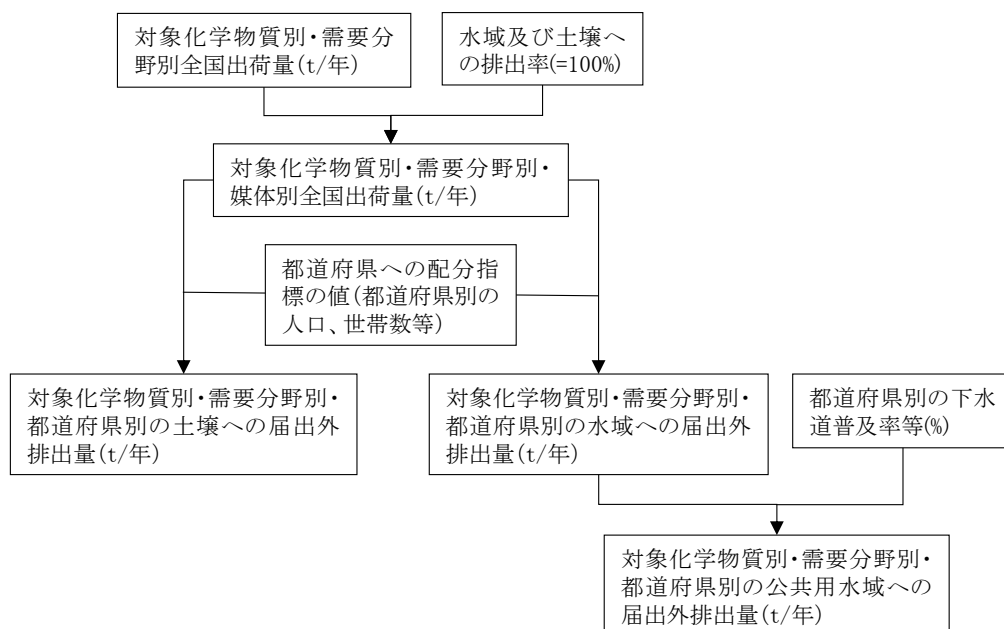 対象化学物質別・需要分
野別全国出荷量(t/年)
水域及び土壌へ
の排出率(=100%)
対象化学物質別・需要分野別・
媒体別全国出荷量(t/年)
都道府県への配分指
標の値(都道府県別の
人口、世帯数等)
対象化学物質別・需要分野別・
都道府県別の土壌への届出外
排出量(t/年)
対象化学物質別・需要分野別・
都道府県別の水域への届出外
排出量(t/年)
都道府県別の下水
道普及率等(%)
対象化学物質別・需要分野別・
都道府県別の公共用水域への
届出外排出量(t/年)